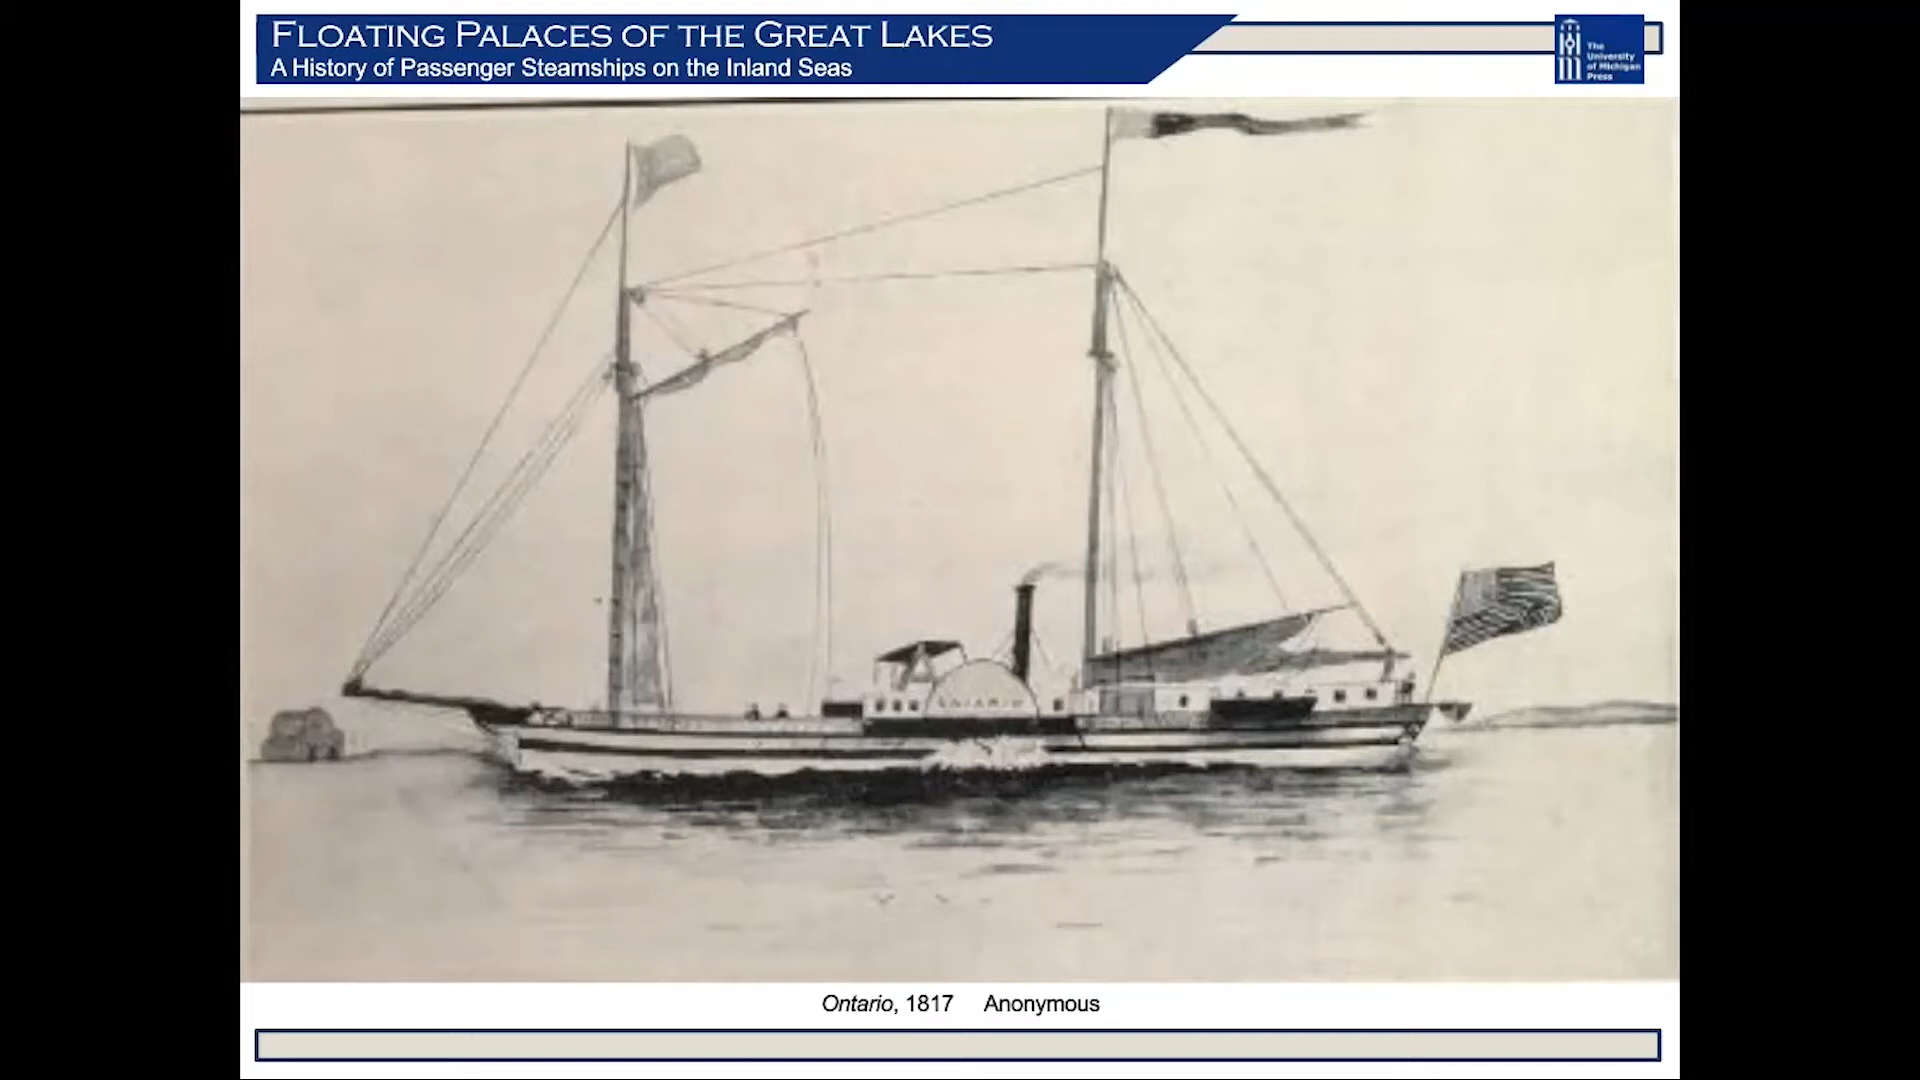 FLOATING PALACES OF THE GREAT LAKES
A History of Passenger Steamships on the Inland Seas
The
University
of Michigan
Press
Ontario, 1817 Anonymous